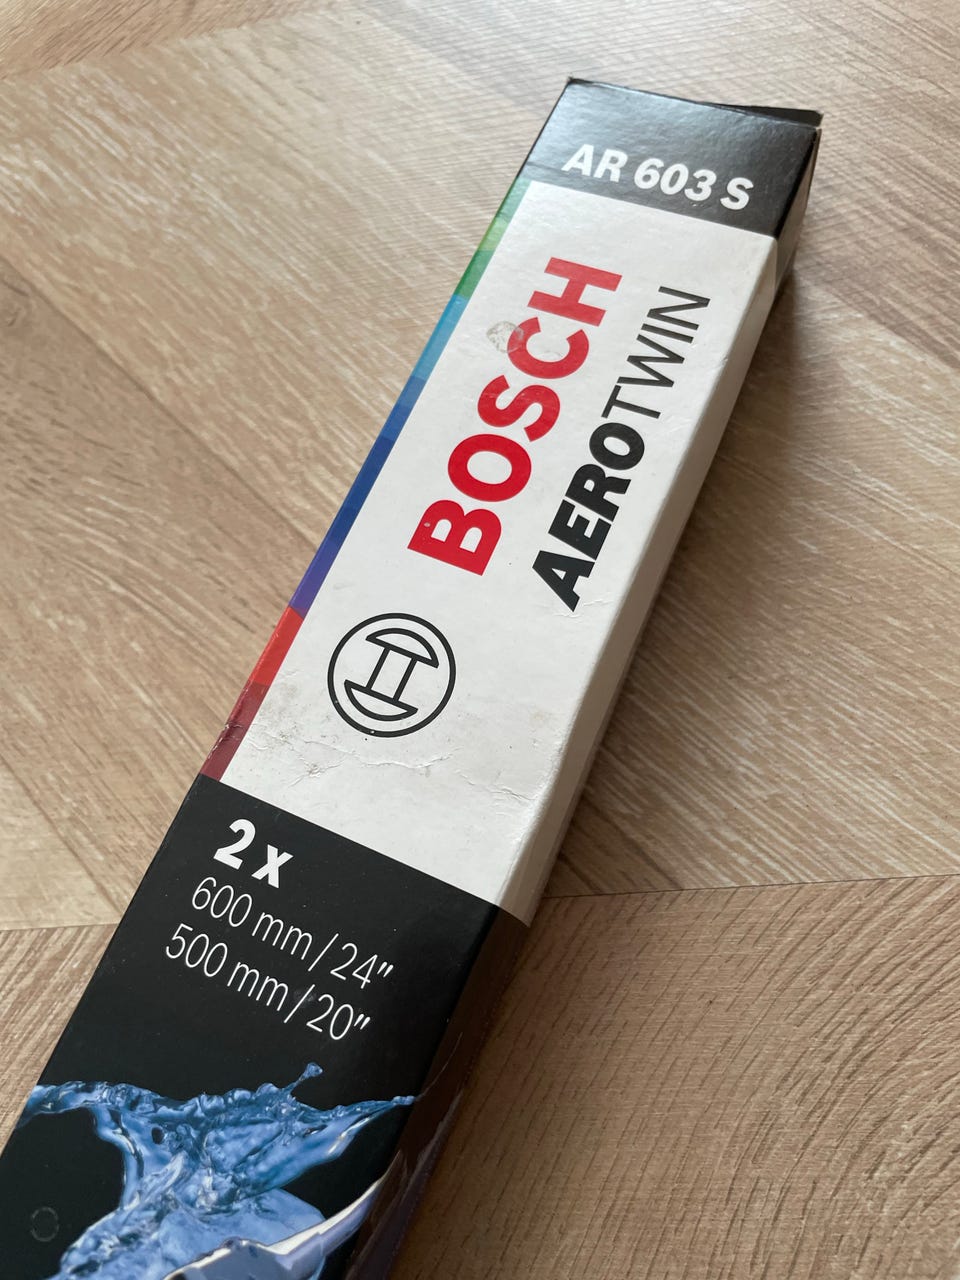 AR 603 S
BOSCH
AEROTWIN
2 x
600 mm / 24"
500 mm / 20"